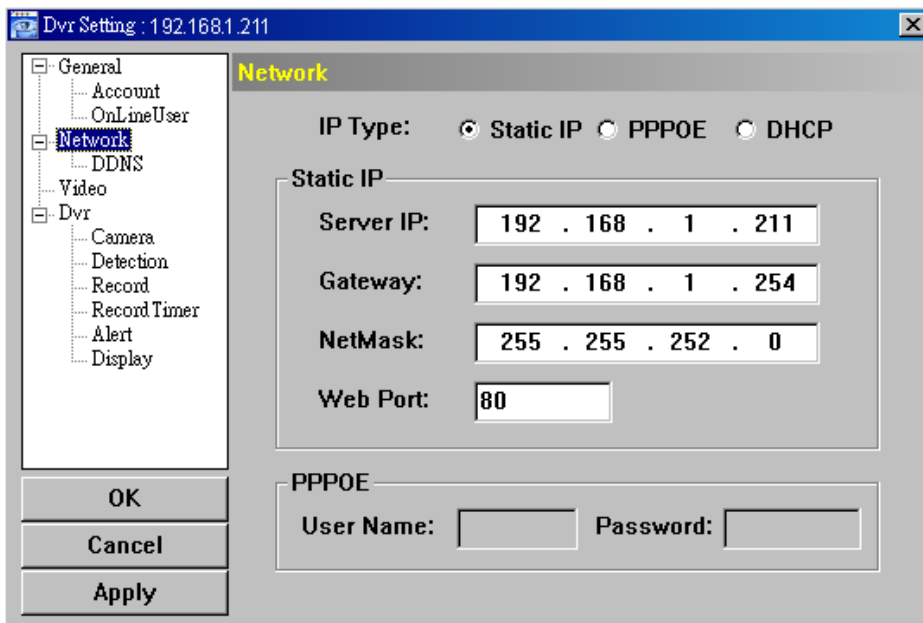 Dvr Setting : 192.168.1.211
General
Account
OnLineUser
Network
DDNS
Video
Dvr
Camera
Detection
Record
Record Timer
Alert
Display
OK
Cancel
Apply
Network
IP Type: Static IP PPPOE DHCP
Static IP
Server IP: 192 . 168 . 1 . 211
Gateway: 192 . 168 . 1 . 254
NetMask: 255 . 255 . 252 . 0
Web Port: 80
PPPOE
User Name: Password: